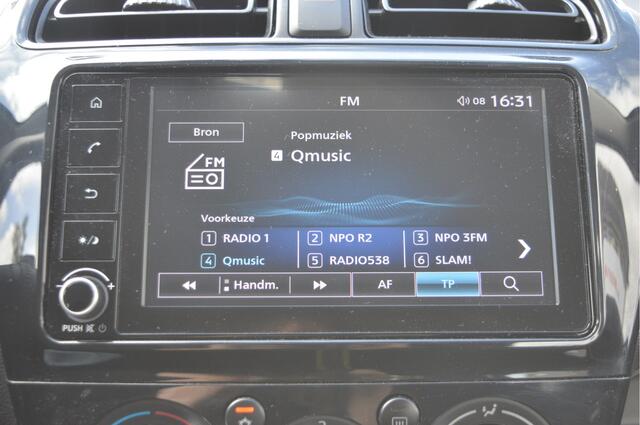 FM
08 16:31
Bron
Popmuziek
FM
4 Qmusic
Voorkeuze
1 RADIO 1 2 NPO R2 3 NPO 3FM
4 Qmusic 5 RADIO538 6 SLAM!
Handm. AF TP
PUSH